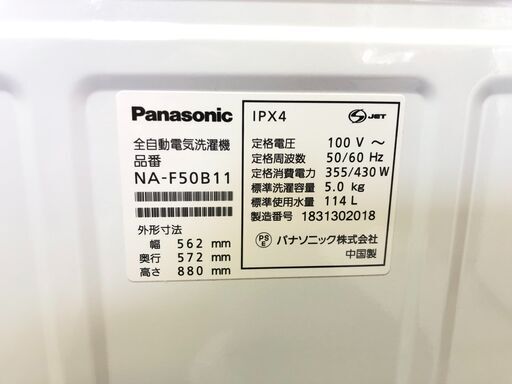 Panasonic
全自動電気洗濯機
品番
NA-F50B11
外形寸法
幅 562 mm
奥行 572 mm
高さ 880 mm
IPX4
S JET
定格電圧 100 V ～
定格周波数 50/60 Hz
定格消費電力 355/430 W
標準洗濯容量 5.0 kg
標準使用水量 114 L
製造番号 1831302018
PS E パナソニック株式会社
中国製